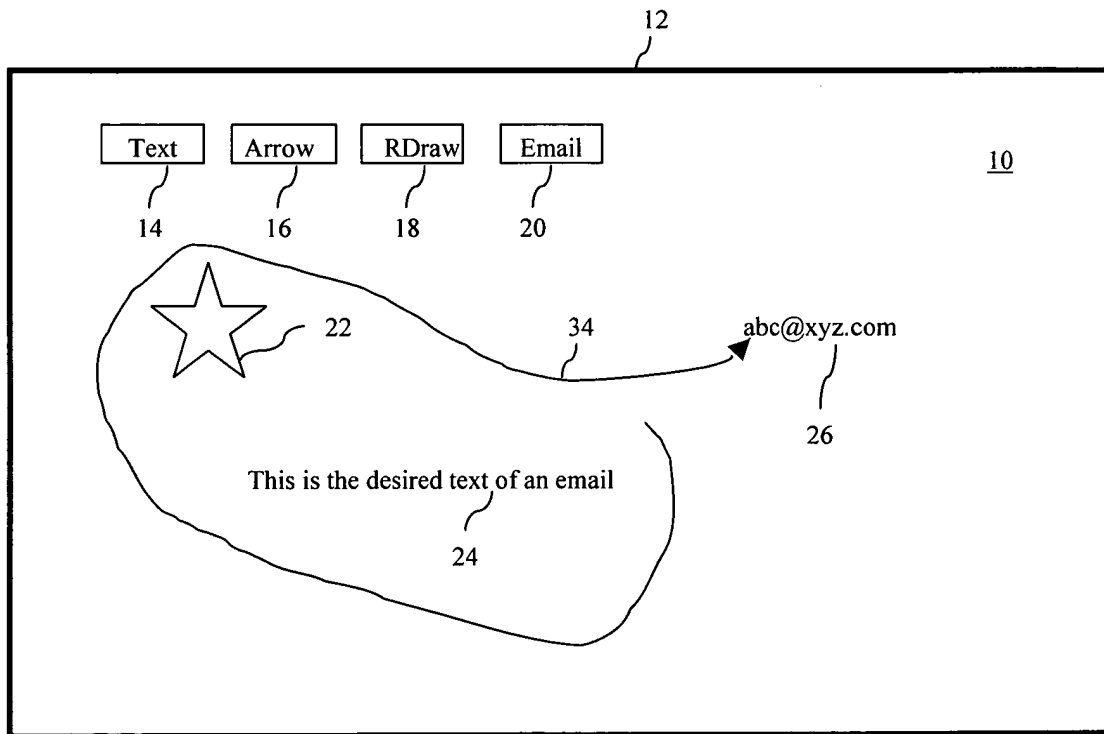 12
Text Arrow RDraw Email
10
14 16 18 20
22 34 abc@xyz.com
26
This is the desired text of an email
24